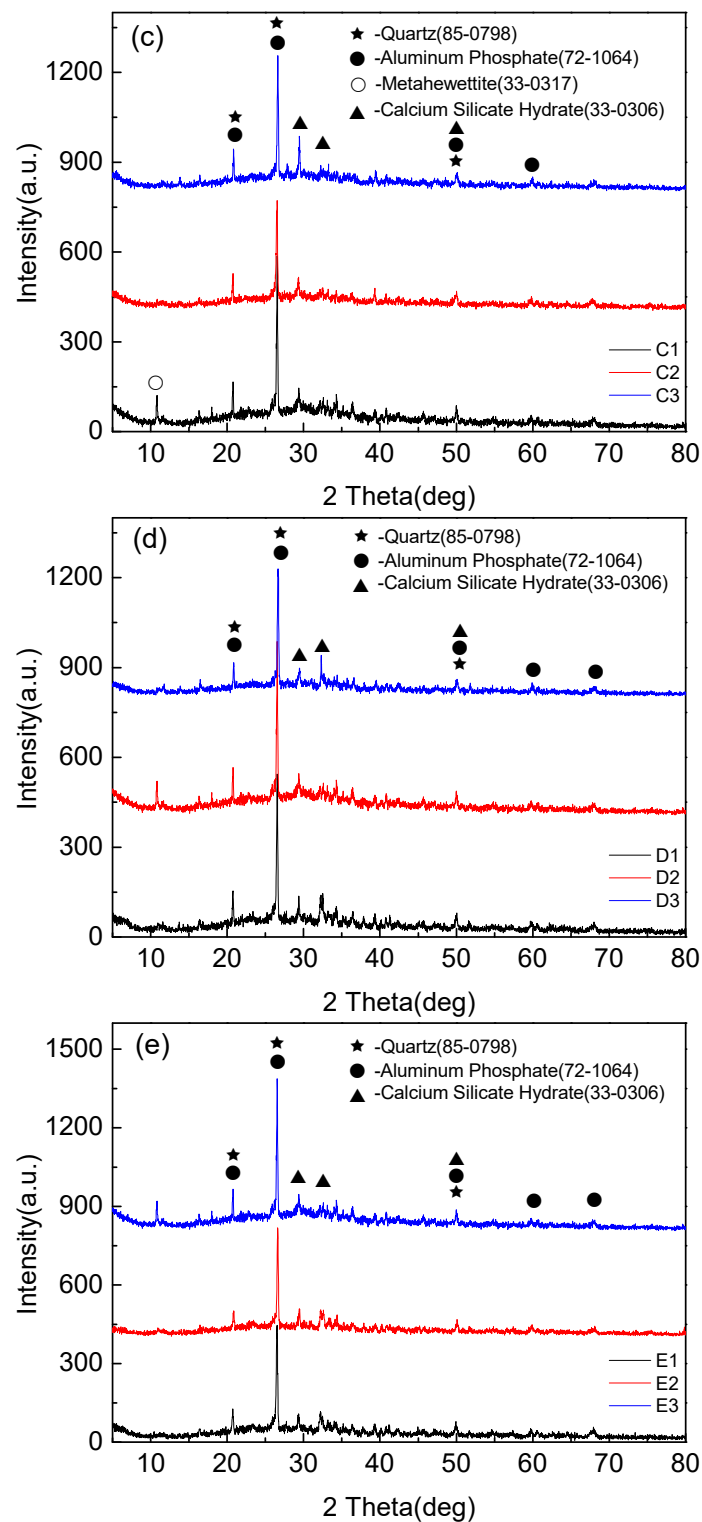 (c)
★ -Quartz(85-0798)
● -Aluminum Phosphate(72-1064)
○ -Metahewettite(33-0317)
▲ -Calcium Silicate Hydrate(33-0306)
1200
900
600
300
0
Intensity(a.u.)
C1
C2
C3
10 20 30 40 50 60 70 80
2 Theta(deg)
(d)
★ -Quartz(85-0798)
● -Aluminum Phosphate(72-1064)
▲ -Calcium Silicate Hydrate(33-0306)
1200
900
600
300
0
Intensity(a.u.)
D1
D2
D3
10 20 30 40 50 60 70 80
2 Theta(deg)
(e)
★ -Quartz(85-0798)
● -Aluminum Phosphate(72-1064)
▲ -Calcium Silicate Hydrate(33-0306)
1500
1200
900
600
300
0
Intensity(a.u.)
E1
E2
E3
10 20 30 40 50 60 70 80
2 Theta(deg)